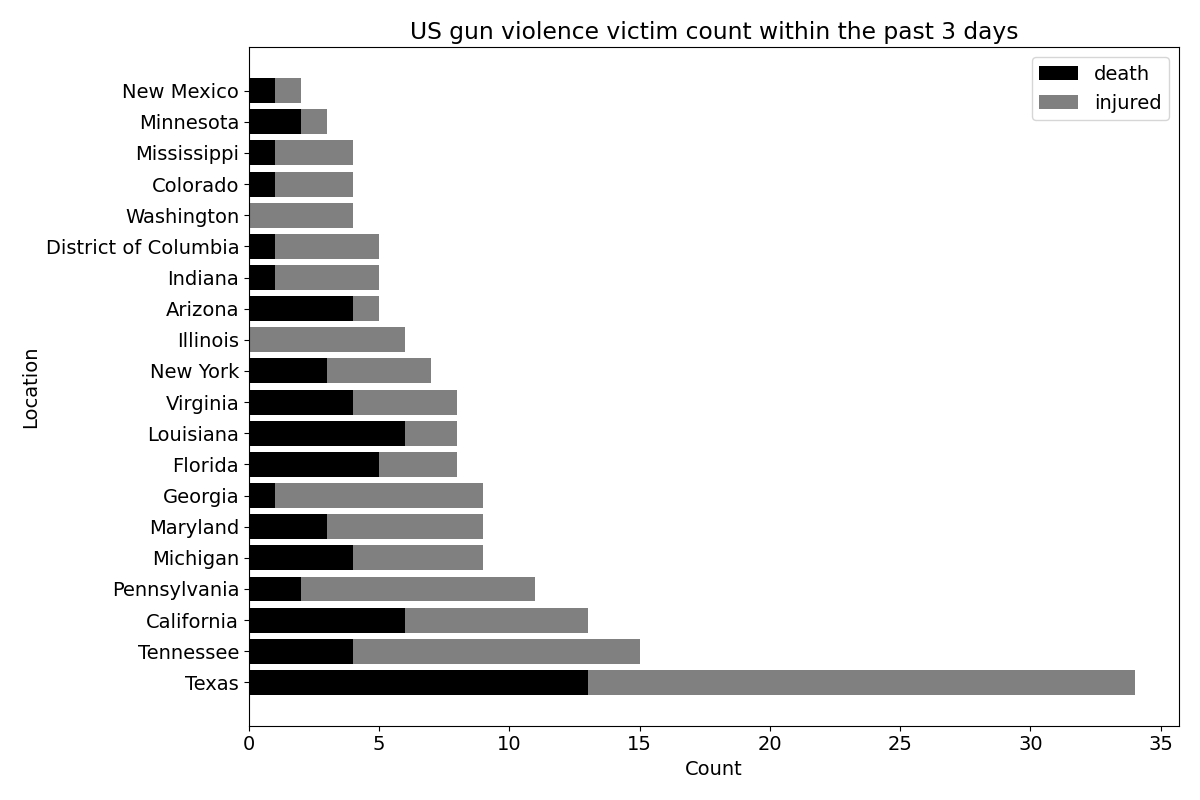 US gun violence victim count within the past 3 days
death
injured
New Mexico
Minnesota
Mississippi
Colorado
Washington
District of Columbia
Indiana
Arizona
Illinois
New York
Virginia
Louisiana
Florida
Georgia
Maryland
Michigan
Pennsylvania
California
Tennessee
Texas
Location
0 5 10 15 20 25 30 35
Count